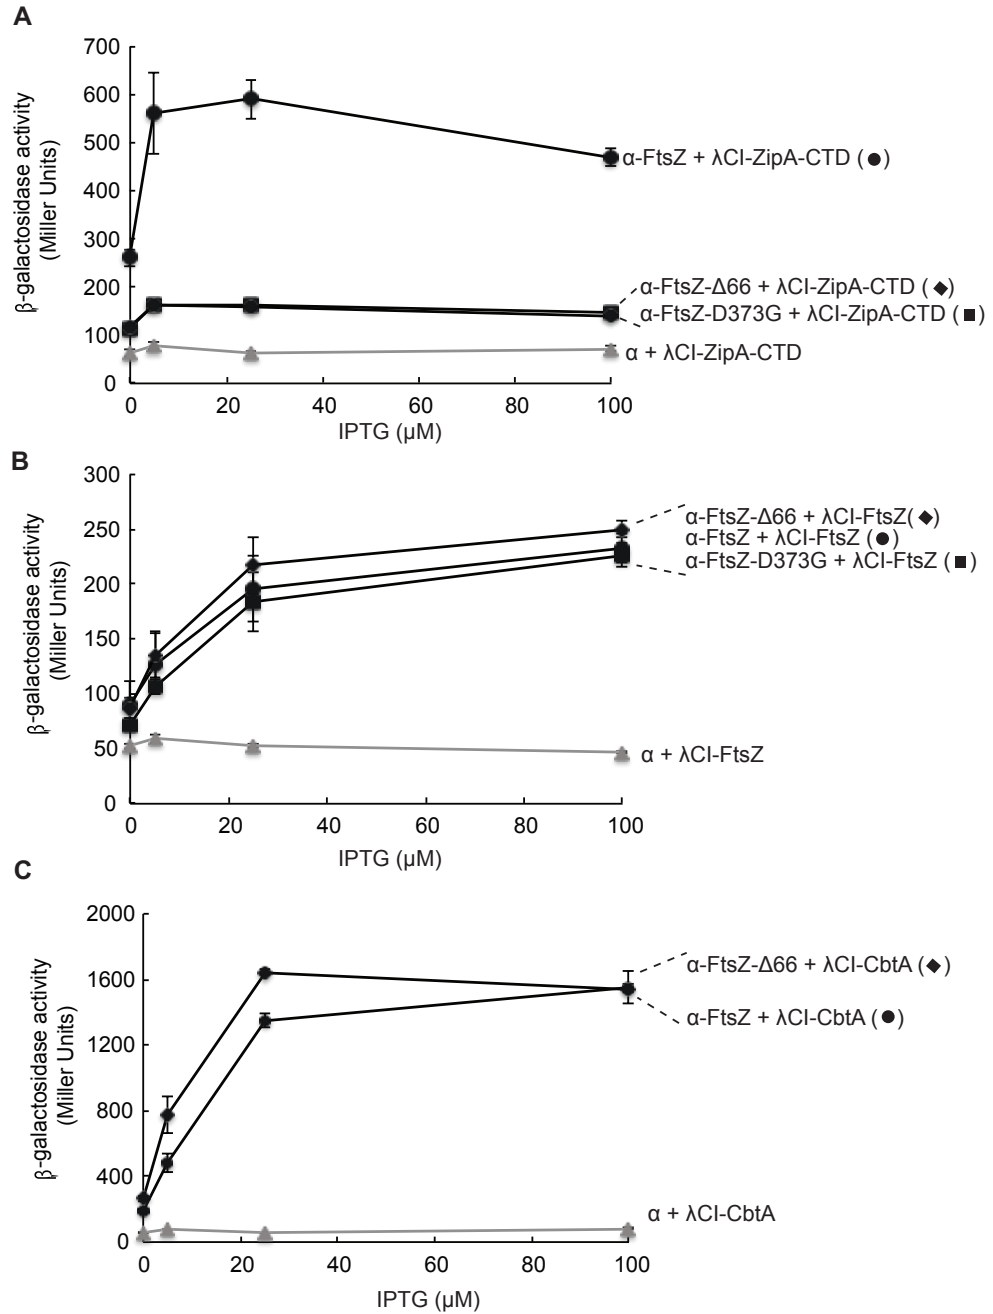 A
700
600
500
400
300
200
100
0
β-galactosidase activity
(Miller Units)
0 20 40 60 80 100
IPTG (μM)
α-FtsZ + λCI-ZipA-CTD (●)
α-FtsZ-Δ66 + λCI-ZipA-CTD (◆)
α-FtsZ-D373G + λCI-ZipA-CTD (■)
α + λCI-ZipA-CTD
B
300
250
200
150
100
50
0
β-galactosidase activity
(Miller Units)
0 20 40 60 80 100
IPTG (μM)
α-FtsZ-Δ66 + λCI-FtsZ(◆)
α-FtsZ + λCI-FtsZ (●)
α-FtsZ-D373G + λCI-FtsZ (■)
α + λCI-FtsZ
C
2000
1600
1200
800
400
0
β-galactosidase activity
(Miller Units)
0 20 40 60 80 100
IPTG (μM)
α-FtsZ-Δ66 + λCI-CbtA (◆)
α-FtsZ + λCI-CbtA (●)
α + λCI-CbtA